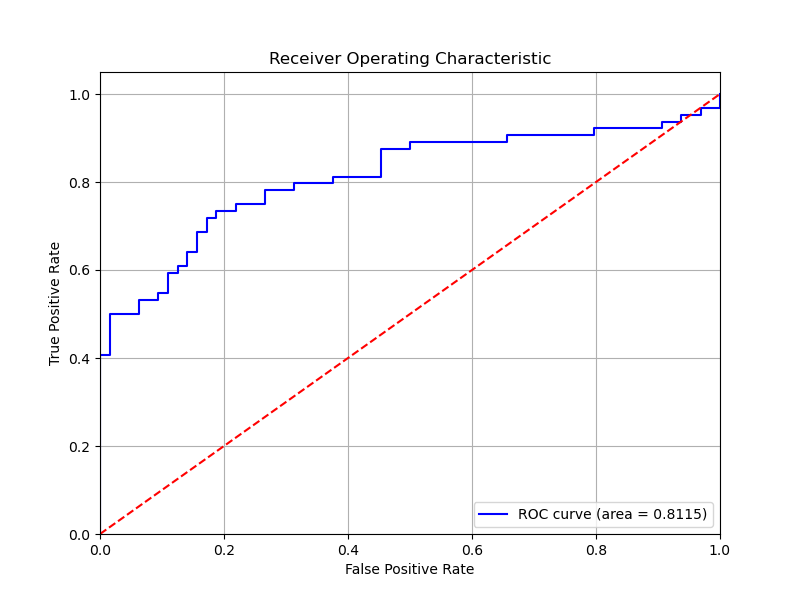 Receiver Operating Characteristic
True Positive Rate
1.0
0.8
0.6
0.4
0.2
0.0
ROC curve (area = 0.8115)
0.0 0.2 0.4 0.6 0.8 1.0
False Positive Rate